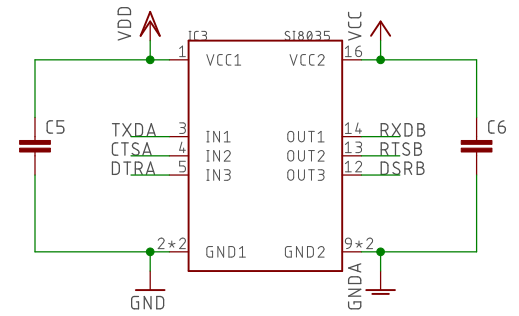 VDD
VCC
IC3 SI8035
1 VCC1 VCC2 16
C5
C6
TXDA 3 IN1 OUT1 14 RXDB
CTSA 4 IN2 OUT2 13 RTSB
DTRA 5 IN3 OUT3 12 DSRB
2*2 GND1 GND2 9*2
GND
GNDA